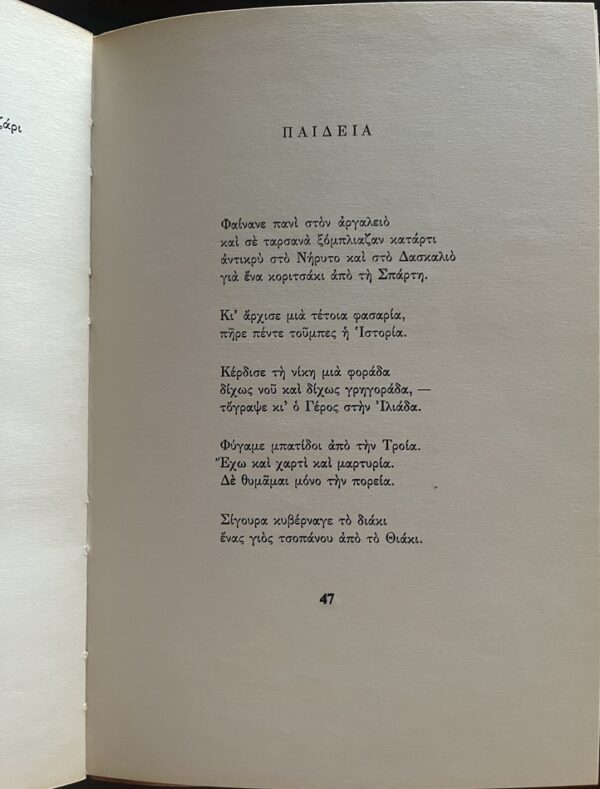 ζάρι
ΠΑΙΔΕΙΑ
Φαίνανε πανὶ στὸν ἀργαλειὸ
καὶ σὲ ταρσανὰ ξόμπλιαζαν κατάρτι
ἀντικρὺ στὸ Νήρυτο καὶ στὸ Δασκαλιὸ
γιὰ ἕνα κοριτσάκι ἀπὸ τὴ Σπάρτη.
Κι' ἄρχισε μιὰ τέτοια φασαρία,
πῆρε πέντε τοῦμπες ἡ Ἱστορία.
Κέρδισε τὴ νίκη μιὰ φοράδα
δίχως νοῦ καὶ δίχως γρηγοράδα, —
τὄγραψε κι' ὁ Γέρος στὴν Ἰλιάδα.
Φύγαμε μπατίδοι ἀπὸ τὴν Τροία.
Ἔχω καὶ χαρτὶ καὶ μαρτυρία.
Δὲ θυμᾶμαι μόνο τὴν πορεία.
Σίγουρα κυβέρναγε τὸ διάκι
ἕνας γιὸς τσοπάνου ἀπὸ τὸ Θιάκι.
47